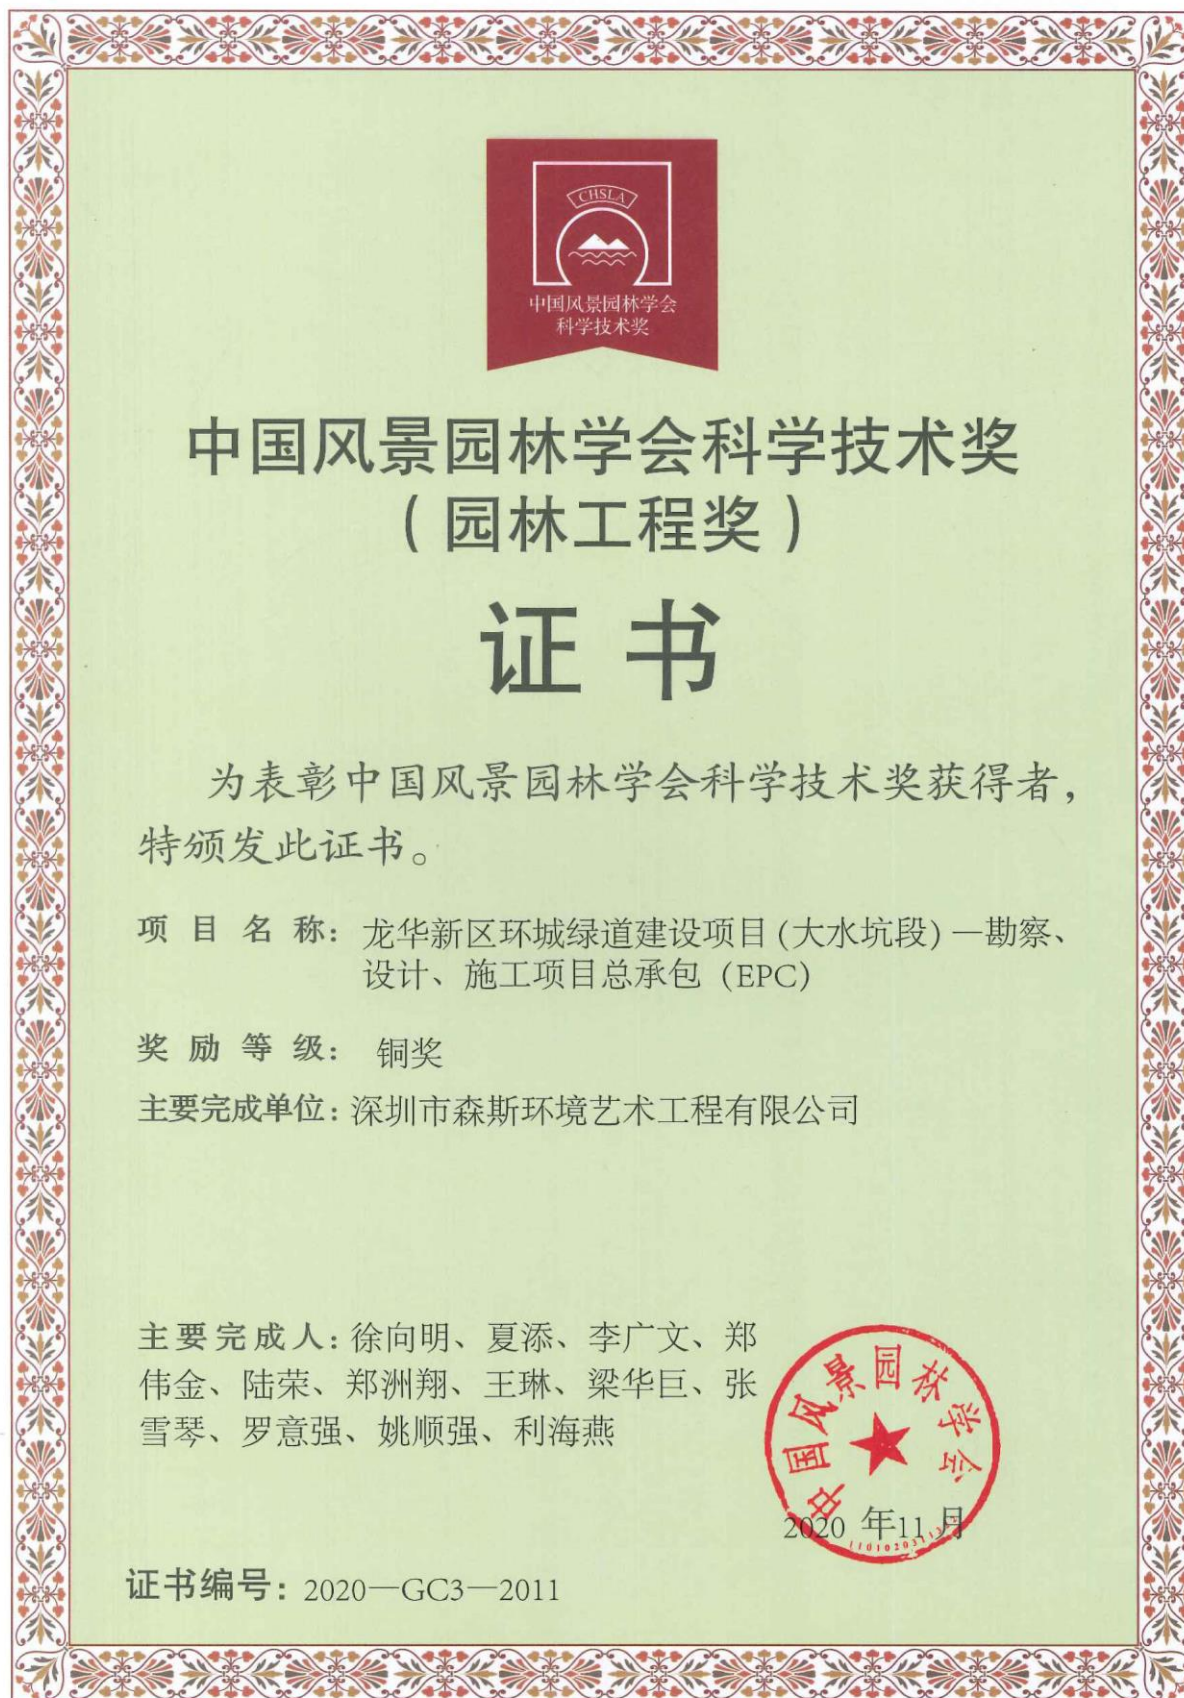 CHSLA
中国风景园林学会
科学技术奖
中国风景园林学会科学技术奖
(园林工程奖)
证书
为表彰中国风景园林学会科学技术奖获得者，
特颁发此证书。
项目名称：龙华新区环城绿道建设项目(大水坑段)—勘察、
设计、施工项目总承包 (EPC)
奖励等级： 铜奖
主要完成单位：深圳市森斯环境艺术工程有限公司
主要完成人：徐向明、夏添、李广文、郑
伟金、陆荣、郑洲翔、王琳、梁华巨、张
雪琴、罗意强、姚顺强、利海燕
中国风景园林学会
2020 年11月
证书编号：2020—GC3—2011